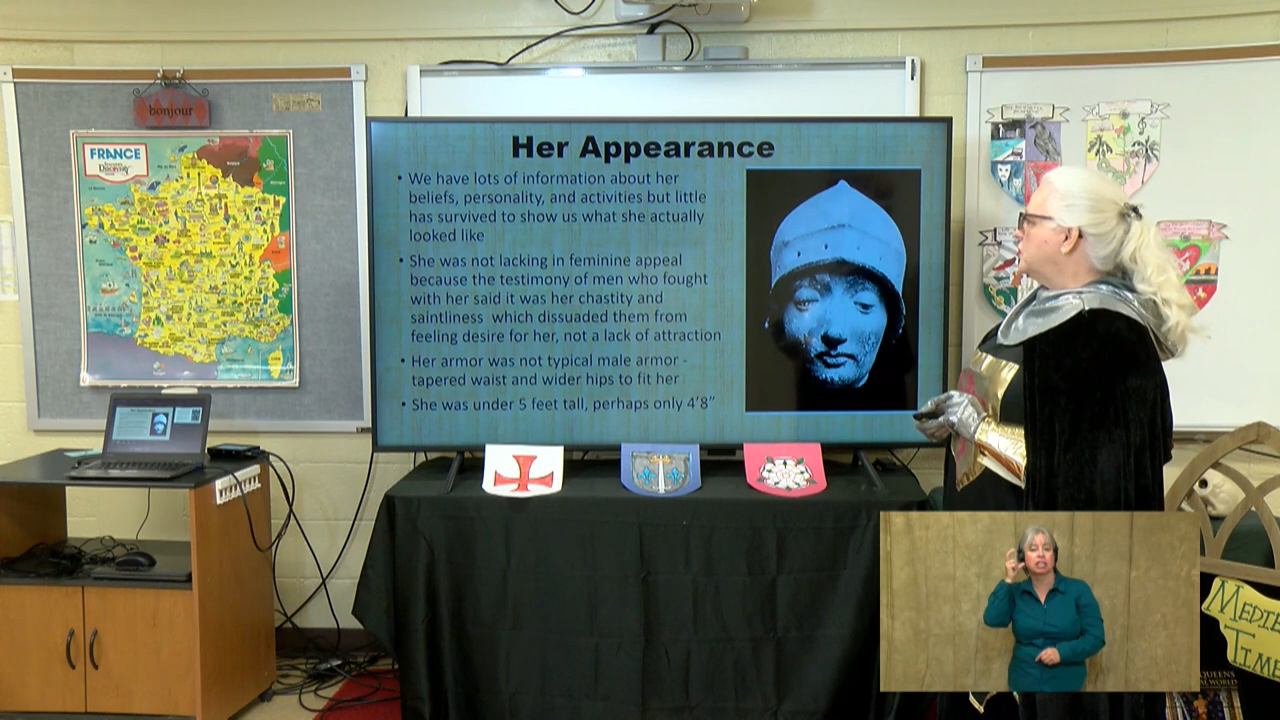 bonjour
FRANCE
Discovery
Her Appearance
• We have lots of information about her
beliefs, personality, and activities but little
has survived to show us what she actually
looked like
• She was not lacking in feminine appeal
because the testimony of men who fought
with her said it was her chastity and
saintliness which dissuaded them from
feeling desire for her, not a lack of attraction
• Her armor was not typical male armor -
tapered waist and wider hips to fit her
• She was under 5 feet tall, perhaps only 4'8"
MEDIE
TIME
QUEENS